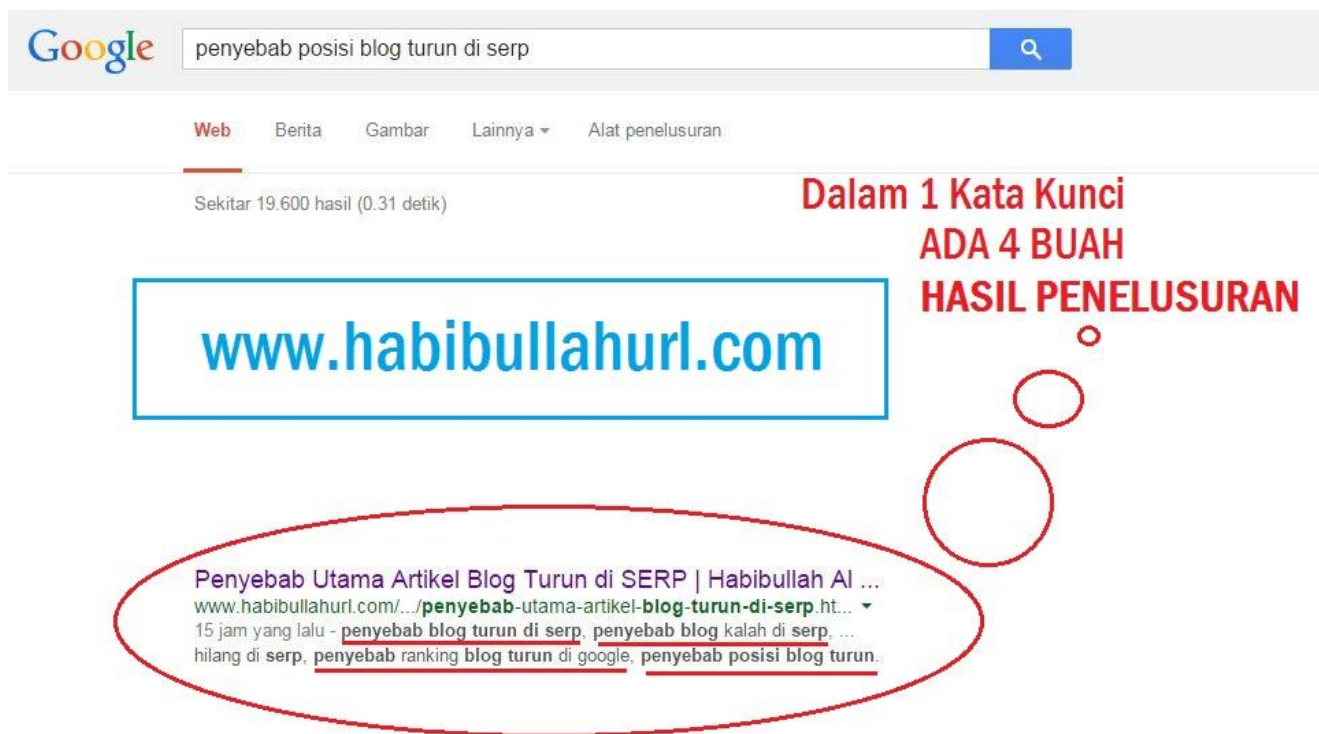 Google penyebab posisi blog turun di serp
Web Berita Gambar Lainnya Alat penelusuran
Sekitar 19.600 hasil (0.31 detik)
Dalam 1 Kata Kunci
ADA 4 BUAH
HASIL PENELUSURAN
www.habibullahurl.com
Penyebab Utama Artikel Blog Turun di SERP | Habibullah Al ...
www.habibullahurl.com/.../penyebab-utama-artikel-blog-turun-di-serp.ht...
15 jam yang lalu - penyebab blog turun di serp, penyebab blog kalah di serp, ...
hilang di serp, penyebab ranking blog turun di google, penyebab posisi blog turun.